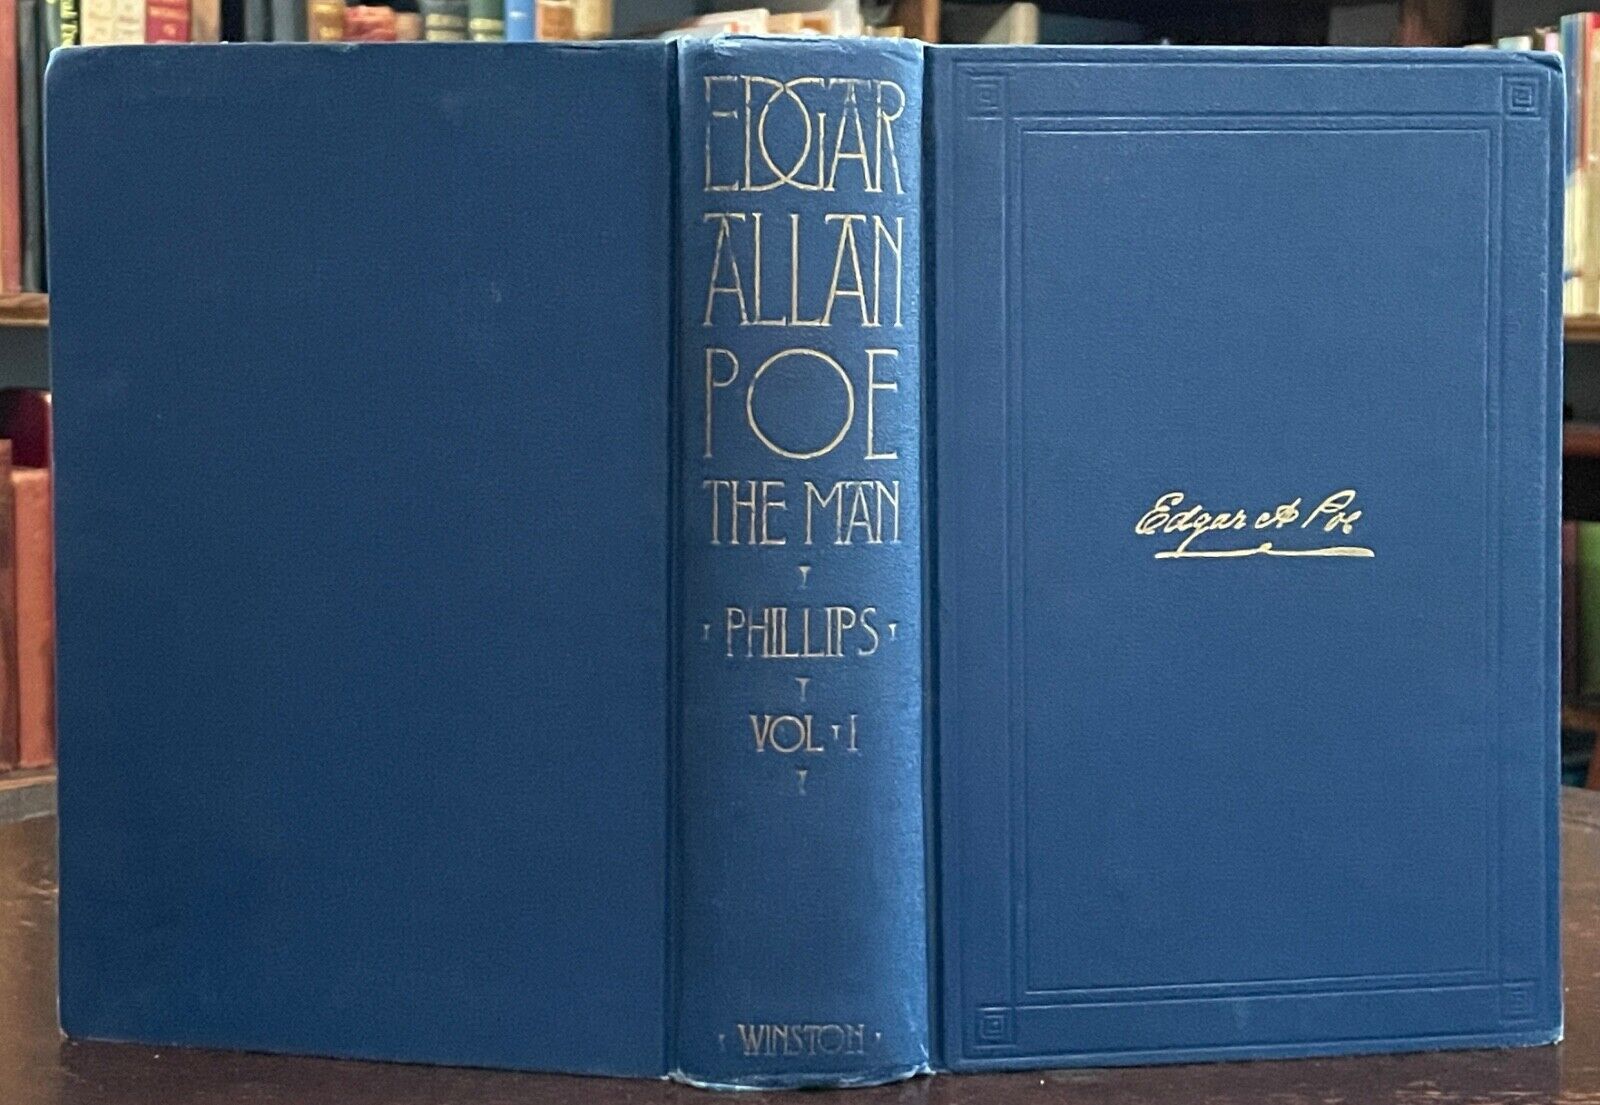 EDGAR
ALLAN
POE
THE MAN
PHILLIPS
VOL · I
WINSTON
Edgar A Poe